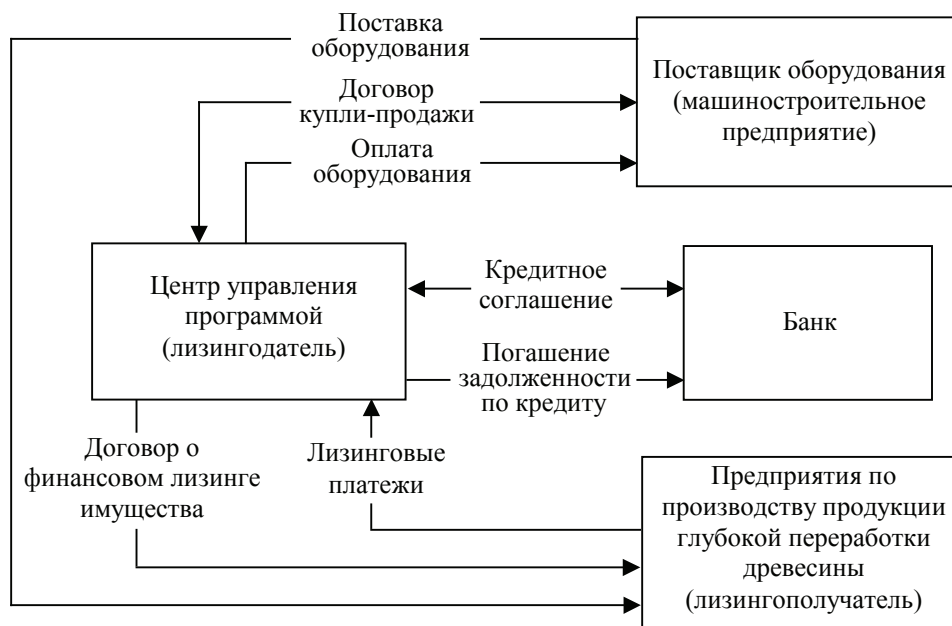 Поставка
оборудования
Поставщик оборудования
(машиностроительное
предприятие)
Договор
купли-продажи
Оплата
оборудования
Центр управления
программой
(лизингодатель)
Кредитное
соглашение
Банк
Погашение
задолженности
по кредиту
Договор о
финансовом лизинге
имущества
Лизинговые
платежи
Предприятия по
производству продукции
глубокой переработки
древесины
(лизингополучатель)